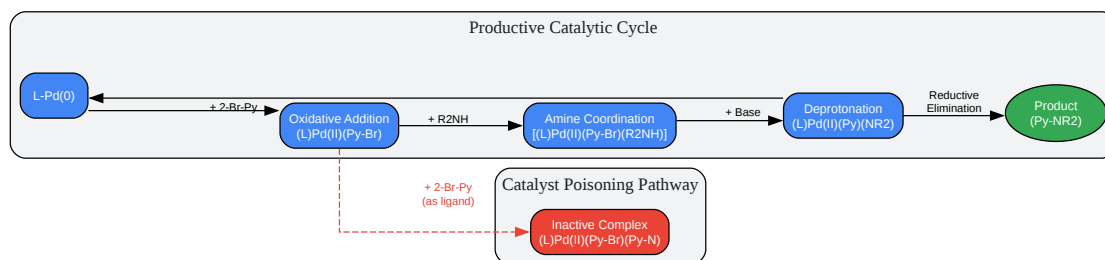 Productive Catalytic Cycle
L-Pd(0)
+ 2-Br-Py
Oxidative Addition
(L)Pd(II)(Py-Br)
+ R2NH
Amine Coordination
[(L)Pd(II)(Py-Br)(R2NH)]
+ Base
Deprotonation
(L)Pd(II)(Py)(NR2)
Reductive
Elimination
Product
(Py-NR2)
+ 2-Br-Py
(as ligand)
Catalyst Poisoning Pathway
Inactive Complex
(L)Pd(II)(Py-Br)(Py-N)